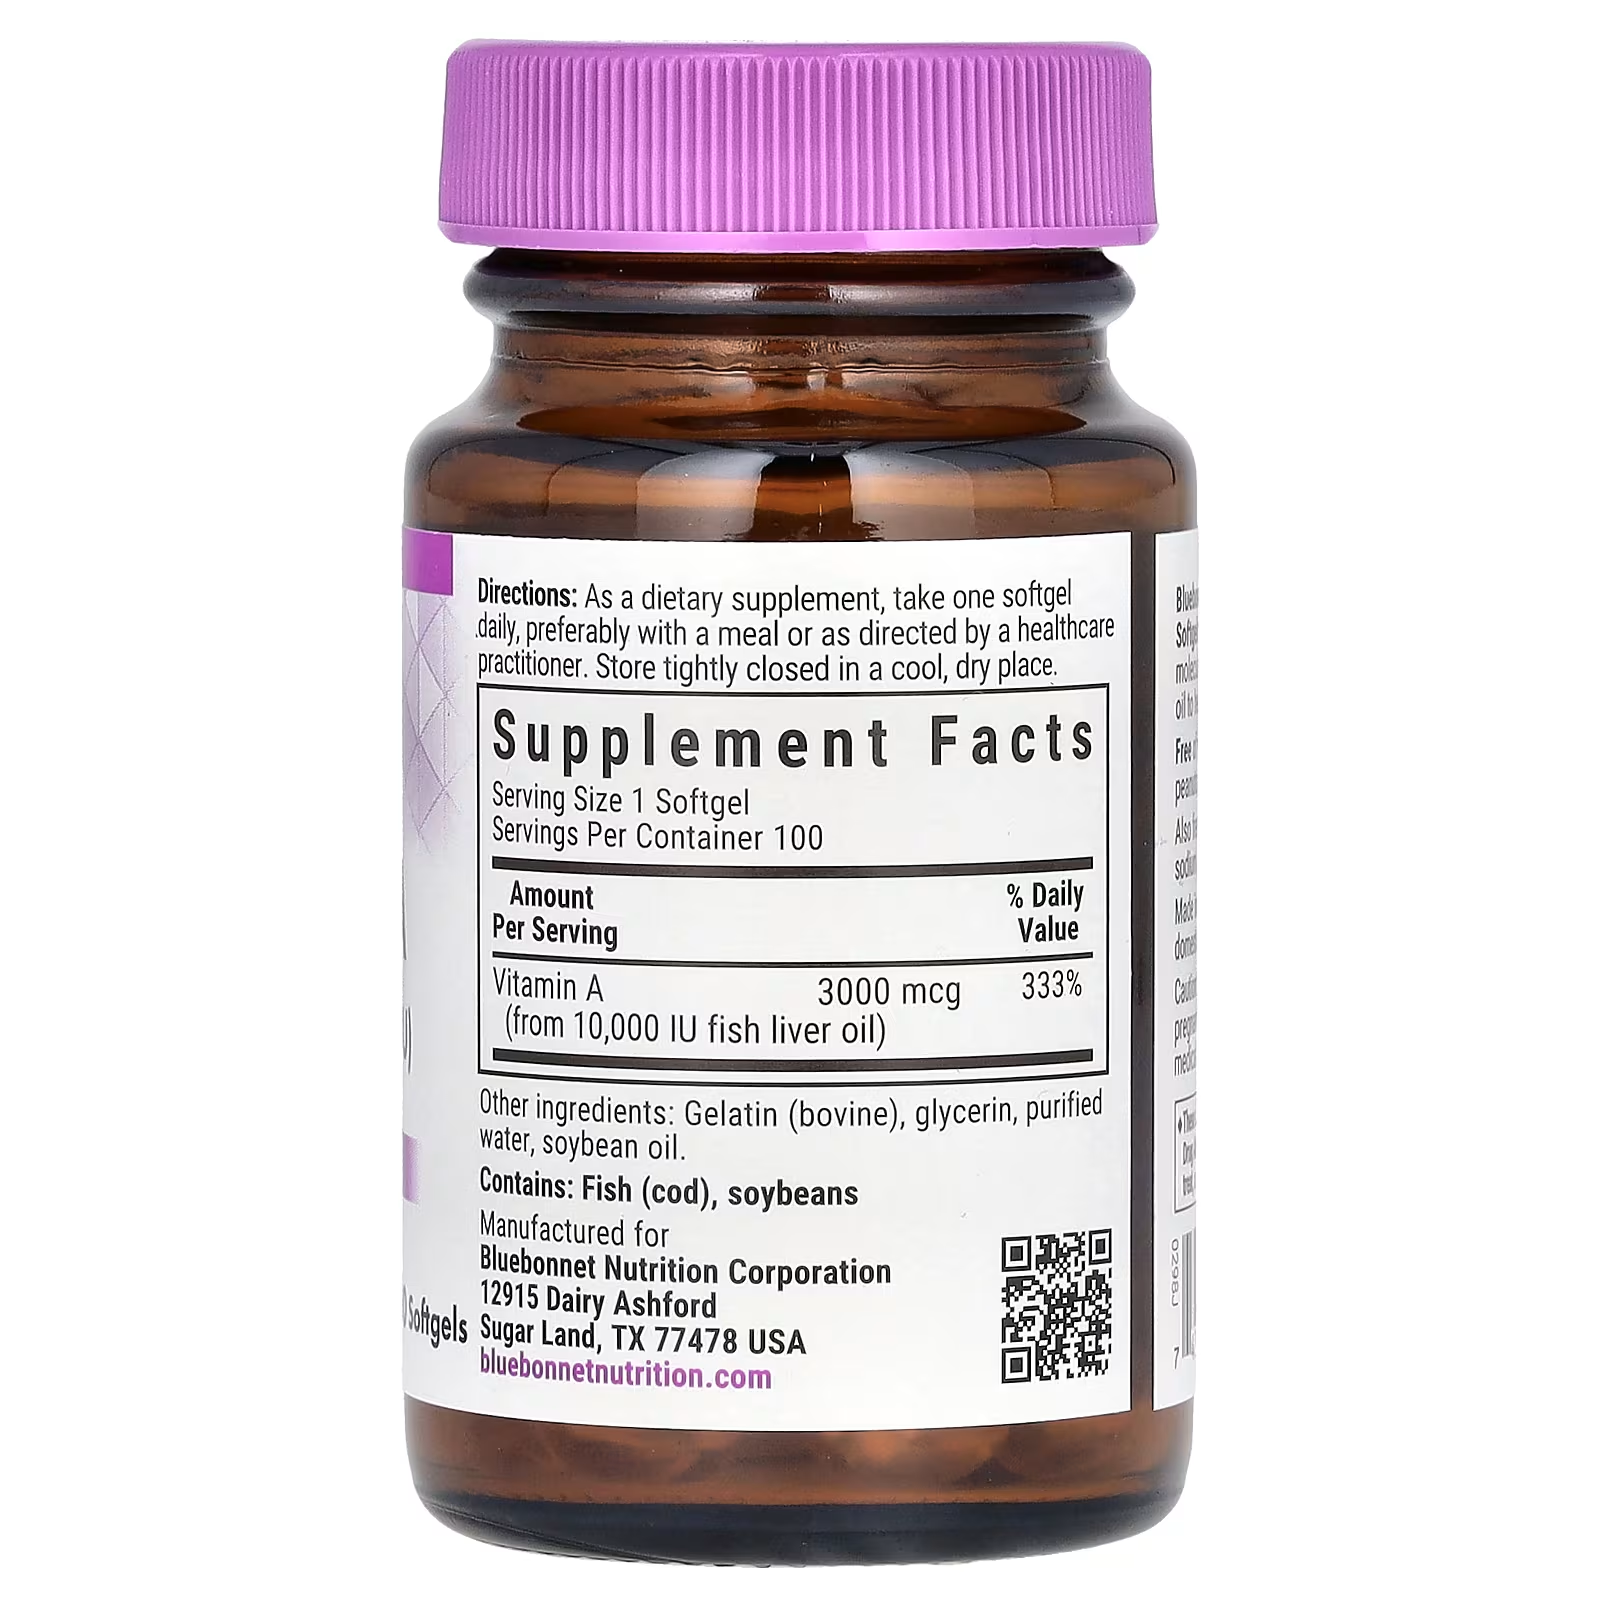 Directions: As a dietary supplement, take one softgel
daily, preferably with a meal or as directed by a healthcare
practitioner. Store tightly closed in a cool, dry place.
Supplement Facts
Serving Size 1 Softgel
Servings Per Container 100
Amount % Daily
Per Serving Value
Vitamin A 3000 mcg 333%
(from 10,000 IU fish liver oil)
Other ingredients: Gelatin (bovine), glycerin, purified
water, soybean oil.
Contains: Fish (cod), soybeans
Manufactured for
Bluebonnet Nutrition Corporation
12915 Dairy Ashford
Sugar Land, TX 77478 USA
bluebonnetnutrition.com
Softgels
Free
Also
0298J
7